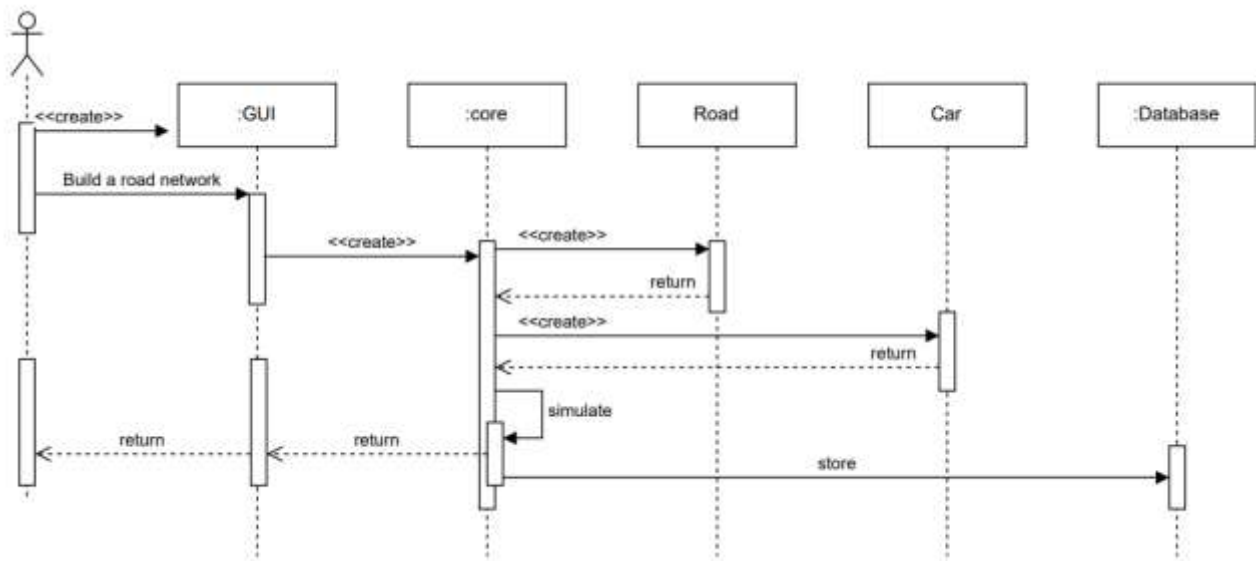 :GUI
:core
Road
Car
:Database
<<create>>
Build a road network
<<create>>
<<create>>
return
<<create>>
return
simulate
return
return
store